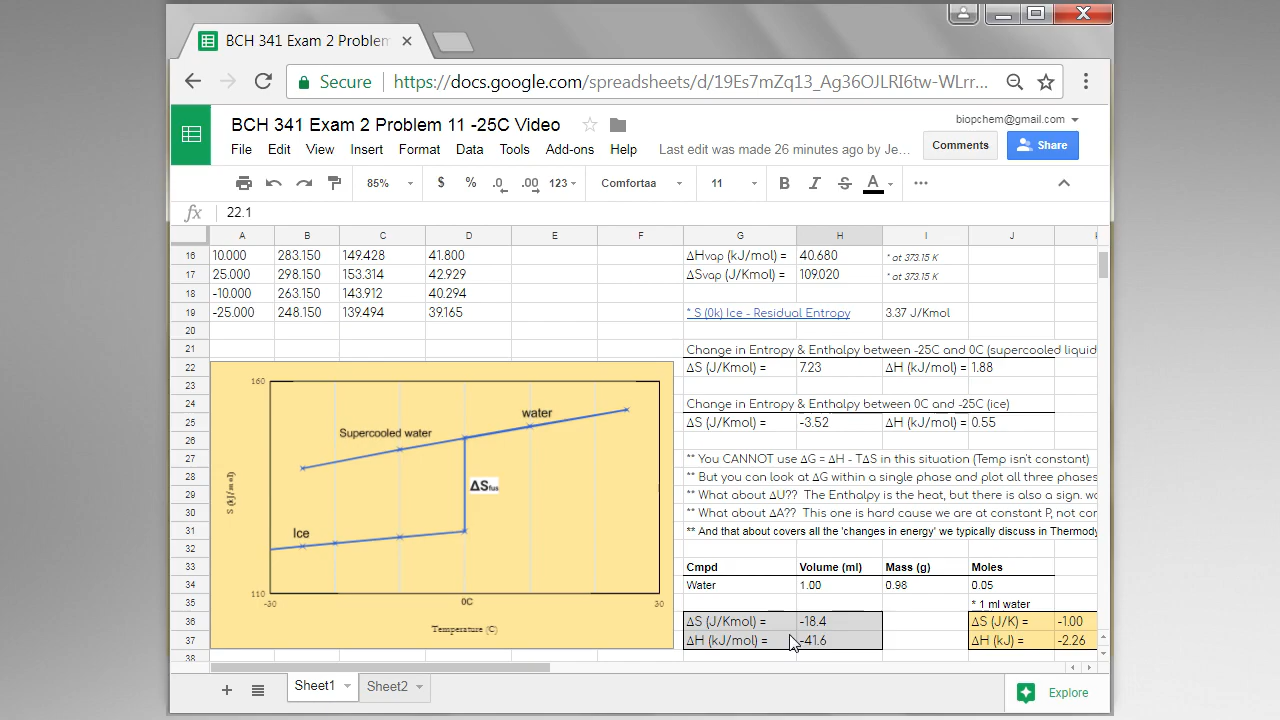 BCH 341 Exam 2 Problem
Secure https://docs.google.com/spreadsheets/d/19Es7mZq13_Ag36OJLRI6tw-WLrr...
BCH 341 Exam 2 Problem 11 -25C Video
biopchem@gmail.com
File Edit View Insert Format Data Tools Add-ons Help Last edit was made 26 minutes ago by Je...
Comments Share
85% $ % .0 .00 123 Comfortaa 11 B I S A
fx 22.1
A B C D E F G H I J
16 10.000 283.150 149.428 41.800 ΔHvap (kJ/mol) = 40.680 * at 373.15 K
17 25.000 298.150 153.314 42.929 ΔSvap (J/Kmol) = 109.020 * at 373.15 K
18 -10.000 263.150 143.912 40.294
19 -25.000 248.150 139.494 39.165 * S (0k) Ice - Residual Entropy 3.37 J/Kmol
20
21 Change in Entropy & Enthalpy between -25C and 0C (supercooled liquid
22 ΔS (J/Kmol) = 7.23 ΔH (kJ/mol) = 1.88
23
24 Change in Entropy & Enthalpy between 0C and -25C (ice)
25 ΔS (J/Kmol) = -3.52 ΔH (kJ/mol) = 0.55
26
27 ** You CANNOT use ΔG = ΔH - TΔS in this situation (Temp isn't constant)
28 ** But you can look at ΔG within a single phase and plot all three phases
29 ** What about ΔU?? The Enthalpy is the heat, but there is also a sign. wo
30 ** What about ΔA?? This one is hard cause we are at constant P, not con
31 ** And that about covers all the 'changes in energy' we typically discuss in Thermody
32
33 Cmpd Volume (ml) Mass (g) Moles
34 Water 1.00 0.98 0.05
35 * 1 ml water
36 ΔS (J/Kmol) = -18.4 ΔS (J/K) = -1.00
37 ΔH (kJ/mol) = -41.6 ΔH (kJ) = -2.26
38
160
water
Supercooled water
ΔSfus
S (kJ/mol)
Ice
110
-30 0C 30
Temperature (C)
Sheet1 Sheet2 Explore